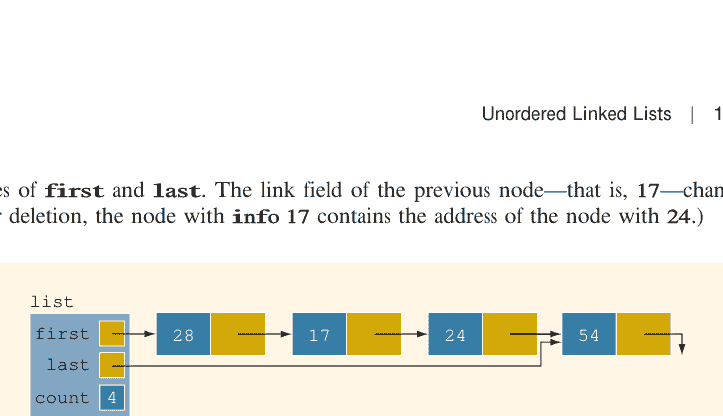 Unordered Linked Lists | 1
es of first and last. The link field of the previous node—that is, 17—chan
deletion, the node with info 17 contains the address of the node with 24.)
list
first 28 17 24 54
last
count 4